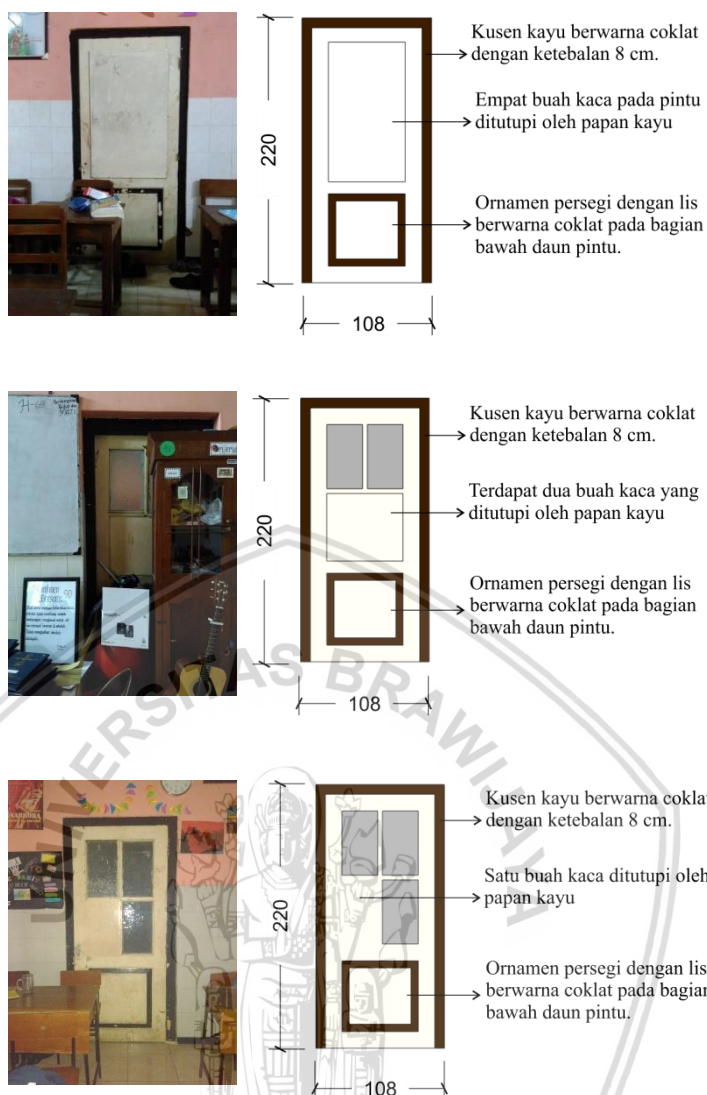 Kusen kayu berwarna coklat
dengan ketebalan 8 cm.
Empat buah kaca pada pintu
ditutupi oleh papan kayu
220
Ornamen persegi dengan lis
berwarna coklat pada bagian
bawah daun pintu.
108
Kusen kayu berwarna coklat
dengan ketebalan 8 cm.
Terdapat dua buah kaca yang
ditutupi oleh papan kayu
220
Ornamen persegi dengan lis
berwarna coklat pada bagian
bawah daun pintu.
108
UNIVERSITAS BRAWIJAYA
Kusen kayu berwarna coklat
dengan ketebalan 8 cm.
Satu buah kaca ditutupi oleh
papan kayu
220
Ornamen persegi dengan lis
berwarna coklat pada bagian
bawah daun pintu.
108